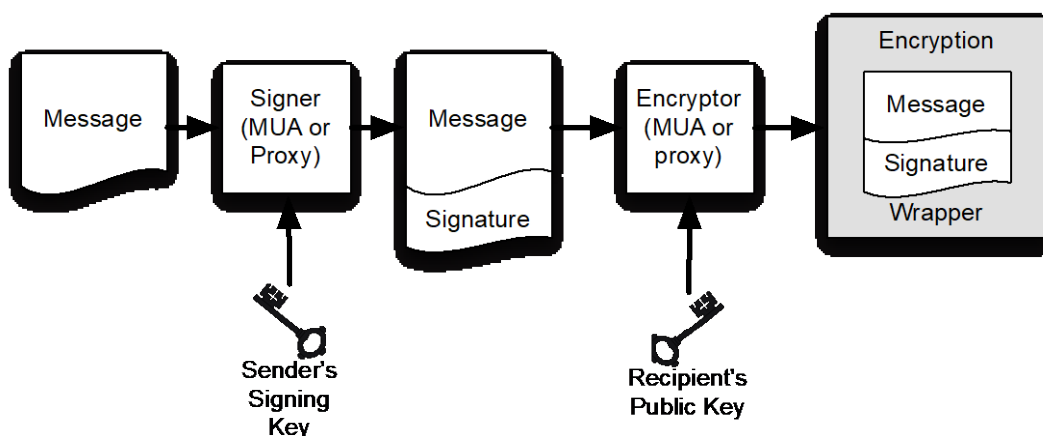 Message
Signer
(MUA or
Proxy)
Message
Signature
Encryptor
(MUA or
proxy)
Encryption
Message
Signature
Wrapper
Sender's
Signing
Key
Recipient's
Public Key